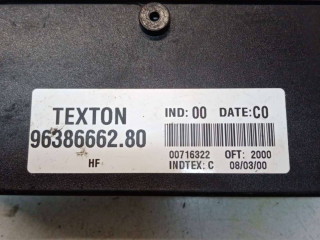 TEXTON
IND: 00 DATE: C0
96386662.80
00716322 OFT: 2000
HF
INDTEX: C 08/03/00